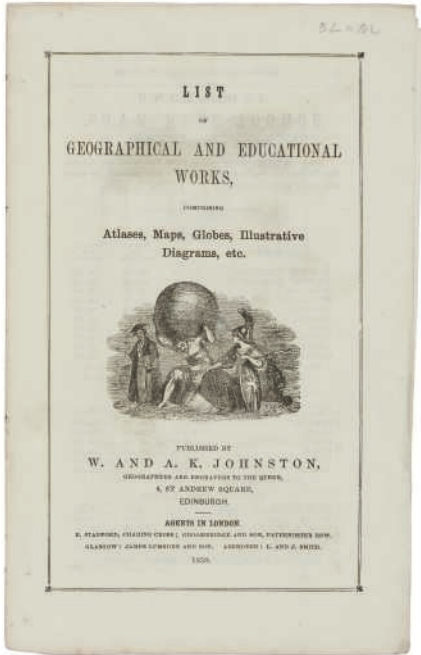 LIST
OF
GEOGRAPHICAL AND EDUCATIONAL
WORKS,
COMPRISING
Atlases, Maps, Globes, Illustrative
Diagrams, etc.
PUBLISHED BY
W. AND A. K. JOHNSTON,
GEOGRAPHERS AND ENGRAVERS TO THE QUEEN,
4, ST ANDREW SQUARE,
EDINBURGH.
AGENTS IN LONDON
E. STANFORD, CHARING CROSS; GROOMBRIDGE AND SON, PATERNOSTER ROW.
GLASGOW: JAMES LUMSDEN AND SON. ABERDEEN: L. AND J. SMITH.